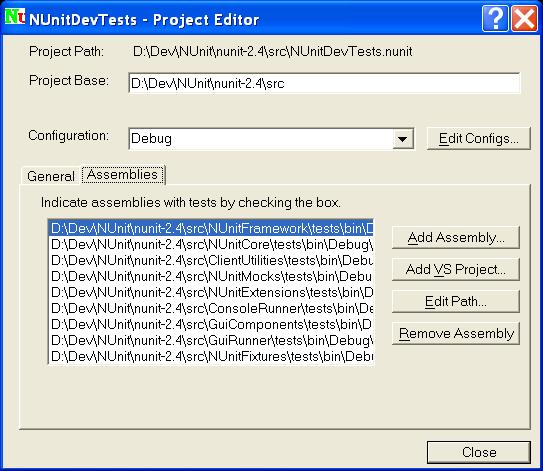 Nu NUnitDevTests - Project Editor
Project Path: D:\Dev\NUnit\nunit-2.4\src\NUnitDevTests.nunit
Project Base: D:\Dev\NUnit\nunit-2.4\src
Configuration: Debug Edit Configs...
General Assemblies
Indicate assemblies with tests by checking the box.
D:\Dev\NUnit\nunit-2.4\src\NUnitFramework\tests\bin\D
D:\Dev\NUnit\nunit-2.4\src\NUnitCore\tests\bin\Debug\
D:\Dev\NUnit\nunit-2.4\src\ClientUtilities\tests\bin\Debu
D:\Dev\NUnit\nunit-2.4\src\NUnitMocks\tests\bin\Debu
D:\Dev\NUnit\nunit-2.4\src\NUnitExtensions\tests\bin\D
D:\Dev\NUnit\nunit-2.4\src\ConsoleRunner\tests\bin\De
D:\Dev\NUnit\nunit-2.4\src\GuiComponents\tests\bin\D
D:\Dev\NUnit\nunit-2.4\src\GuiRunner\tests\bin\Debug\
D:\Dev\NUnit\nunit-2.4\src\NUnitFixtures\tests\bin\Debu
Add Assembly...
Add VS Project...
Edit Path...
Remove Assembly
Close